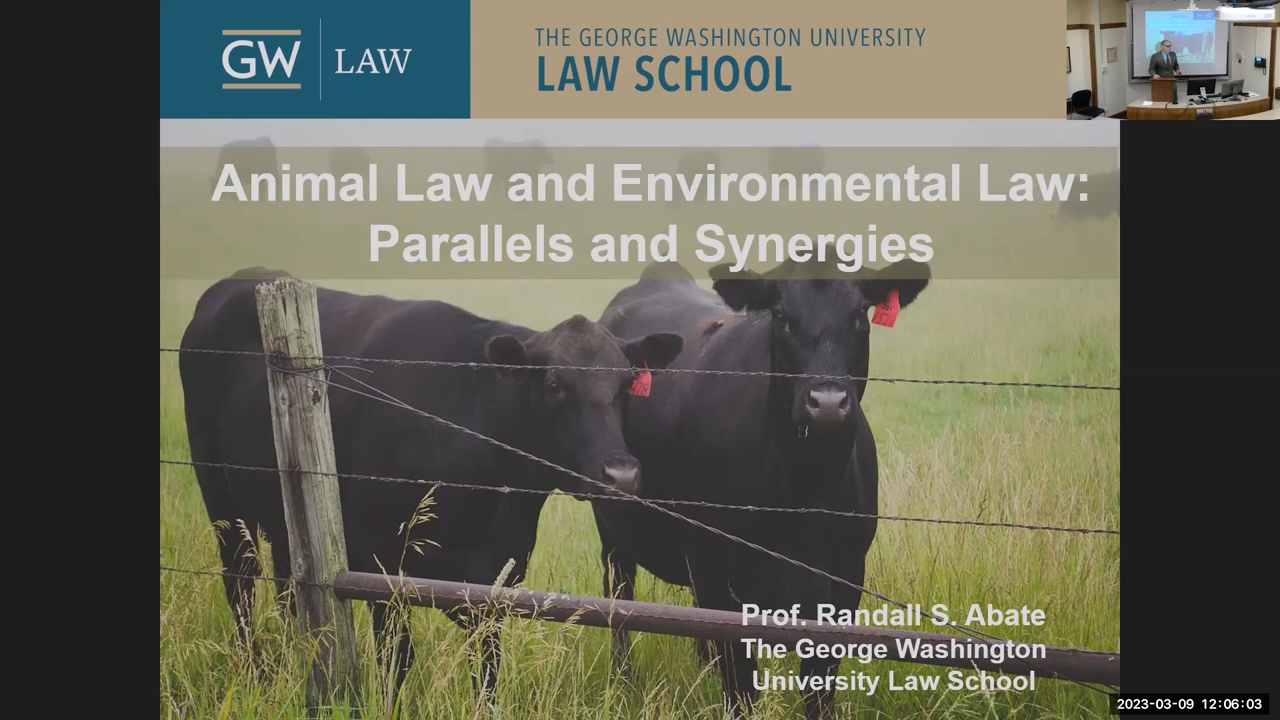 GW LAW
THE GEORGE WASHINGTON UNIVERSITY
LAW SCHOOL
Animal Law and Environmental Law:
Parallels and Synergies
Prof. Randall S. Abate
The George Washington
University Law School
2023-03-09 12:06:03